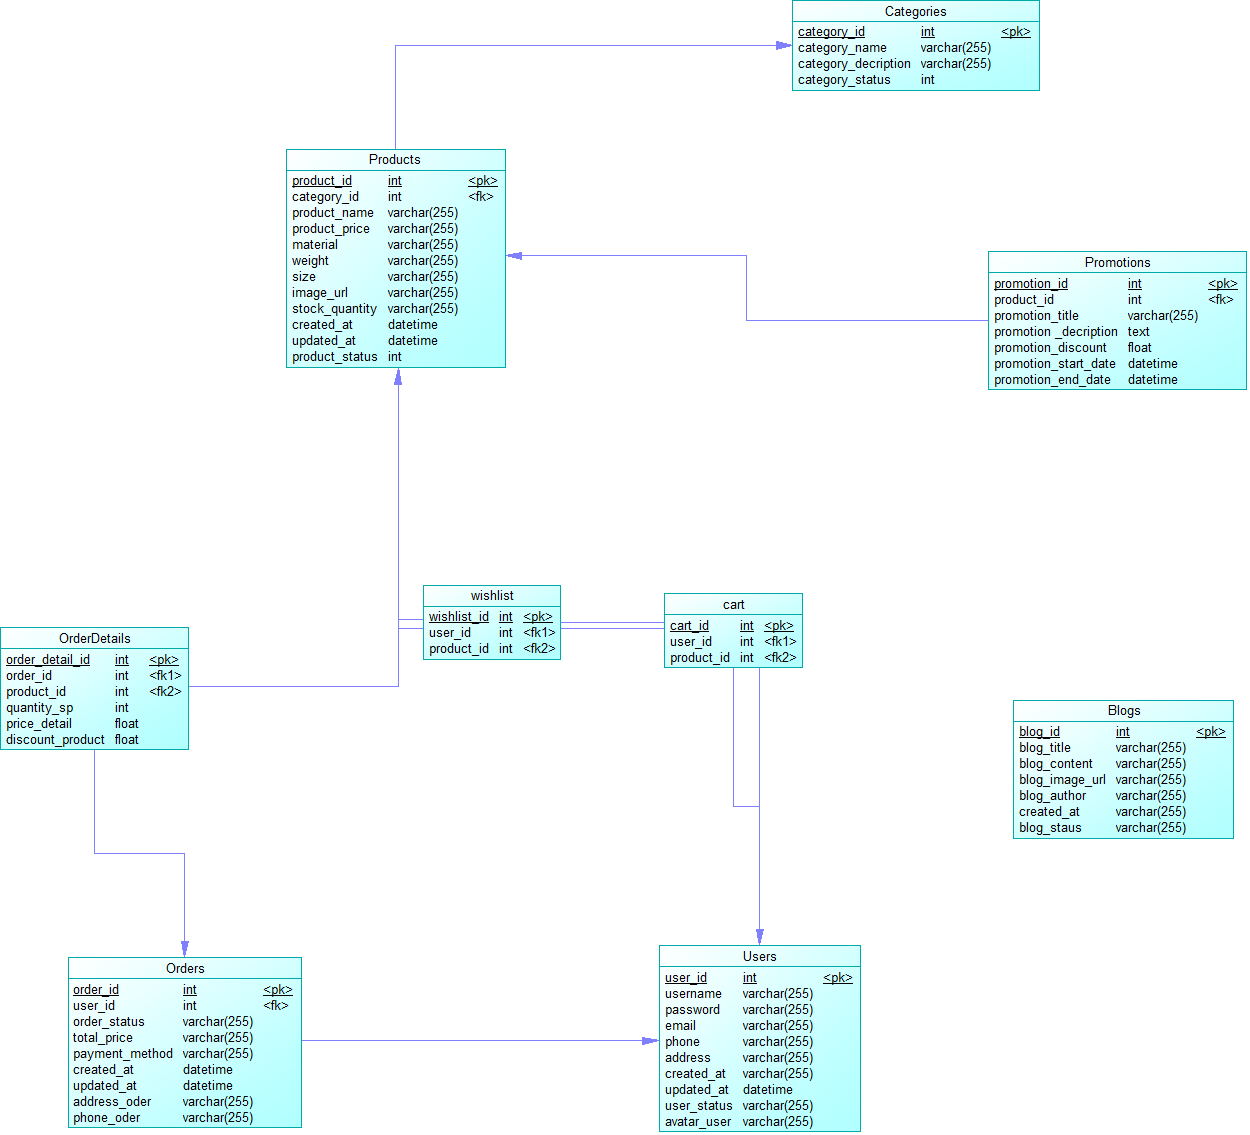 Categories
category_id int <pk>
category_name varchar(255)
category_decription varchar(255)
category_status int
Products
product_id int <pk>
category_id int <fk>
product_name varchar(255)
product_price varchar(255)
material varchar(255)
weight varchar(255)
size varchar(255)
image_url varchar(255)
stock_quantity varchar(255)
created_at datetime
updated_at datetime
product_status int
Promotions
promotion_id int <pk>
product_id int <fk>
promotion_title varchar(255)
promotion _decription text
promotion_discount float
promotion_start_date datetime
promotion_end_date datetime
wishlist
wishlist_id int <pk>
user_id int <fk1>
product_id int <fk2>
cart
cart_id int <pk>
user_id int <fk1>
product_id int <fk2>
OrderDetails
order_detail_id int <pk>
order_id int <fk1>
product_id int <fk2>
quantity_sp int
price_detail float
discount_product float
Blogs
blog_id int <pk>
blog_title varchar(255)
blog_content varchar(255)
blog_image_url varchar(255)
blog_author varchar(255)
created_at varchar(255)
blog_staus varchar(255)
Orders
order_id int <pk>
user_id int <fk>
order_status varchar(255)
total_price varchar(255)
payment_method varchar(255)
created_at datetime
updated_at datetime
address_oder varchar(255)
phone_oder varchar(255)
Users
user_id int <pk>
username varchar(255)
password varchar(255)
email varchar(255)
phone varchar(255)
address varchar(255)
created_at varchar(255)
updated_at datetime
user_status varchar(255)
avatar_user varchar(255)